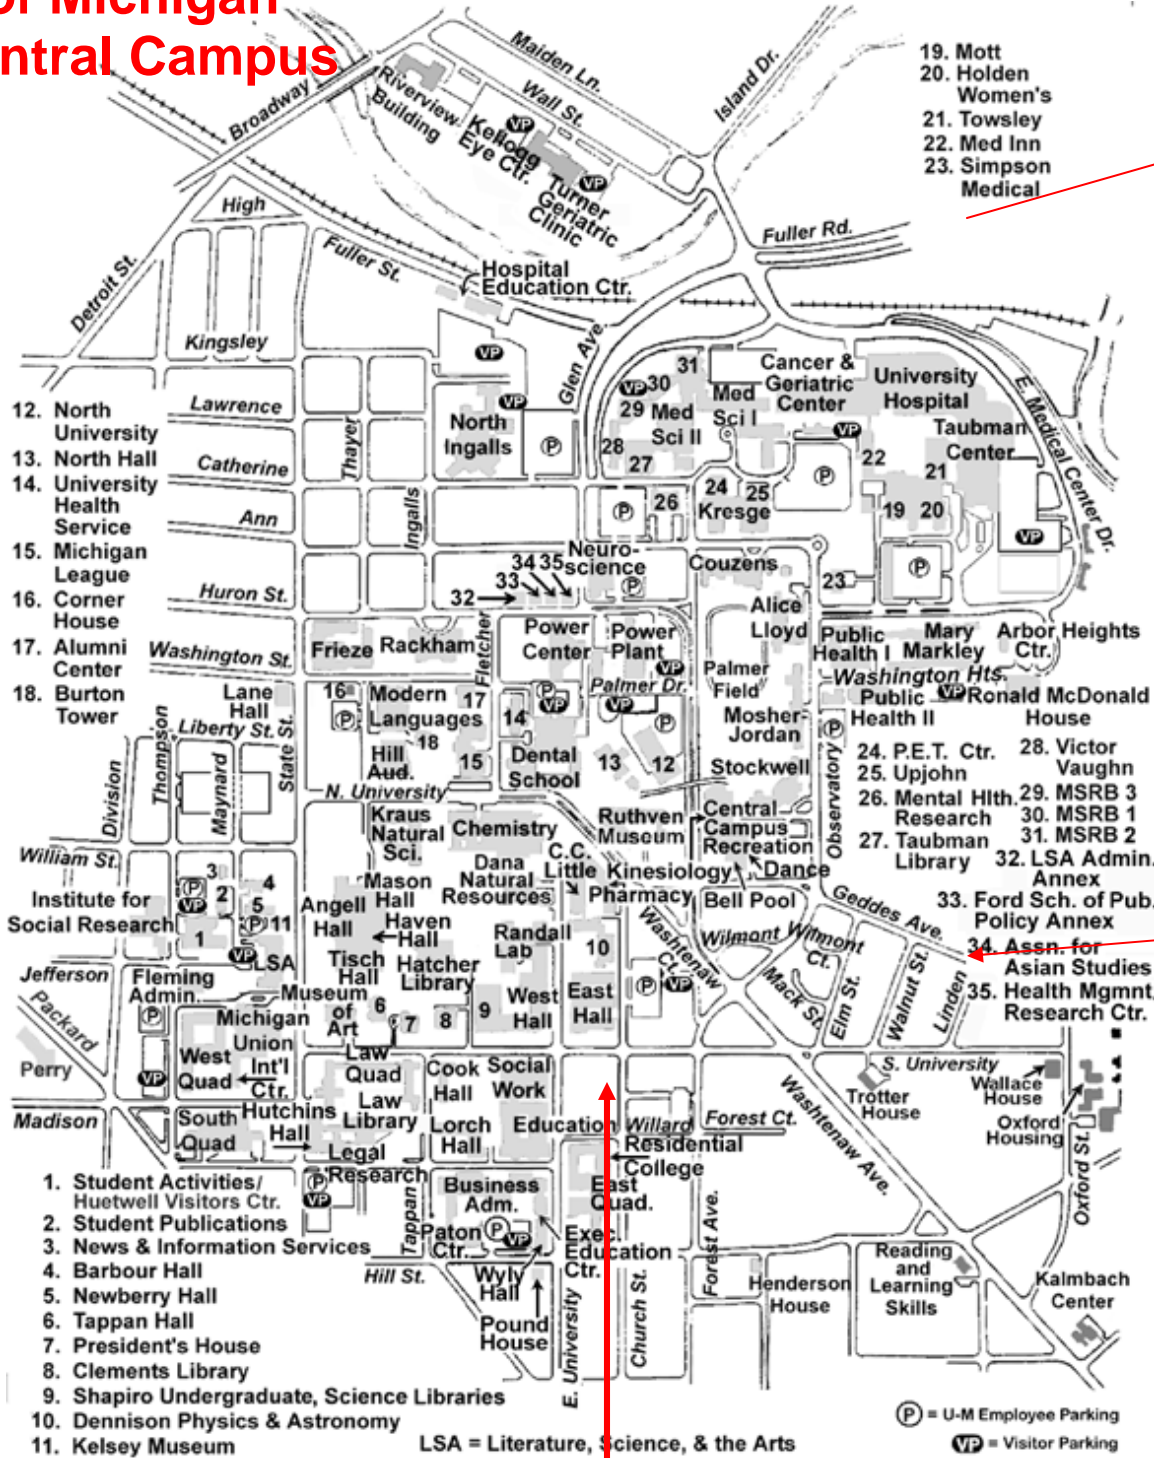 of Michigan
ntral Campus
Maiden Ln.
Wall St.
Island Dr.
Broadway
Riverview
Building
VP
Kellogg
Eye Ctr.
VP
Turner
Geriatric
Clinic
19. Mott
20. Holden
Women's
21. Towsley
22. Med Inn
23. Simpson
Medical
High
Fuller St.
Fuller Rd.
Detroit St.
Hospital
Education Ctr.
Kingsley
VP
Glen Ave.
E. Medical Center Dr.
Lawrence
Catherine
Ann
Thayer
Ingalls
VP
North
Ingalls
P
VP
31
30
29
28
27
Med
Sci II
Med
Sci I
Cancer &
Geriatric
Center
University
Hospital
Taubman
Center
VP
22
21
P
24
25
Kresge
19 20
VP
P
26
12. North
University
13. North Hall
14. University
Health
Service
15. Michigan
League
16. Corner
House
17. Alumni
Center
18. Burton
Tower
Huron St.
Washington St.
Neuro-
science
P
34 35
33
32
Couzens
23
P
Alice
Lloyd
Frieze
Rackham
Fletcher
Power
Center
Power
Plant
VP
Palmer Dr.
Palmer
Field
Public
Health I
Mary
Markley
Arbor Heights
Ctr.
Washington Hts.
Public
Health II
VP
Ronald McDonald
House
Lane
Hall
Liberty St.
State St.
16
P
Modern
Languages
17
14
P
VP
VP
P
18
Hill
Aud.
15
Dental
School
13
12
Mosher-
Jordan
Stockwell
P
Observatory
24. P.E.T. Ctr.
25. Upjohn
26. Mental Hlth.
Research
27. Taubman
Library
28. Victor
Vaughn
29. MSRB 3
30. MSRB 1
31. MSRB 2
32. LSA Admin.
Annex
33. Ford Sch. of Pub.
Policy Annex
34. Assn. for
Asian Studies
35. Health Mgmnt.
Research Ctr.
Division
Thompson
Maynard
N. University
William St.
Kraus
Natural
Sci.
Chemistry
Ruthven
Museum
Central
Campus
Recreation
Dance
Dana
Natural
Resources
C.C.
Little
Kinesiology
Pharmacy
Bell Pool
Geddes Ave.
Institute for
Social Research
3
P
VP
2
4
5
P
11
1
VP
LSA
Angell
Hall
Mason
Hall
Haven
Hall
Tisch
Hall
Hatcher
Library
Randall
Lab
10
Washtenaw
Ct.
Wilmont
Wilmont
Ct.
Mack St.
Elm St.
Walnut St.
Linden
Jefferson
Packard
Fleming
Admin.
P
Museum
of
Art
6
7
8
9
West
Hall
East
Hall
P
VP
Michigan
Union
Int'l
Ctr.
West
Quad
VP
Perry
Madison
Law
Quad
Law
Library
Cook
Hall
Social
Work
S. University
Trotter
House
Wallace
House
Oxford
Housing
Oxford St.
South
Quad
Hutchins
Hall
Legal
Research
Lorch
Hall
Education
Willard
Forest Ct.
Residential
College
Washtenaw Ave.
P
VP
Tappan
Business
Adm.
P
VP
Paton
Ctr.
East
Quad.
Exec.
Education
Ctr.
Forest Ave.
Hill St.
Wyly
Hall
Pound
House
E. University
Church St.
Henderson
House
Reading
and
Learning
Skills
Kalmbach
Center
1. Student Activities/
Huetwell Visitors Ctr.
2. Student Publications
3. News & Information Services
4. Barbour Hall
5. Newberry Hall
6. Tappan Hall
7. President's House
8. Clements Library
9. Shapiro Undergraduate, Science Libraries
10. Dennison Physics & Astronomy
11. Kelsey Museum
LSA = Literature, Science, & the Arts
P = U-M Employee Parking
VP = Visitor Parking